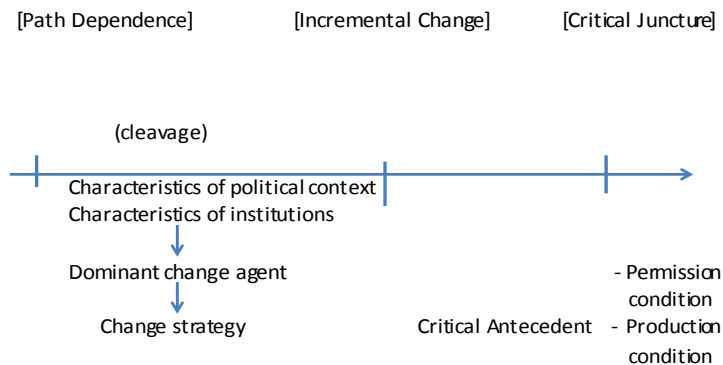 [Path Dependence] [Incremental Change] [Critical Juncture]
(cleavage)
Characteristics of political context
Characteristics of institutions
Dominant change agent
Change strategy
Critical Antecedent
- Permission
condition
- Production
condition